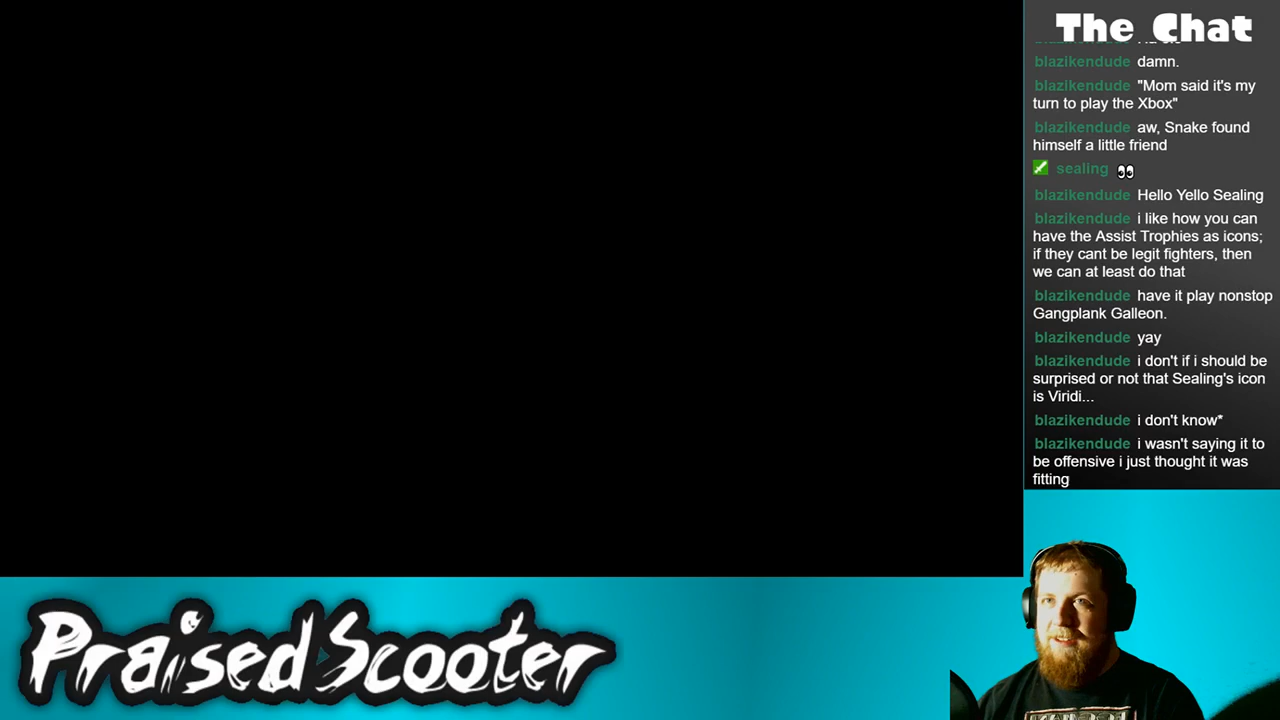 The Chat
blazikendude
blazikendude damn.
blazikendude "Mom said it's my
turn to play the Xbox"
blazikendude aw, Snake found
himself a little friend
sealing
blazikendude Hello Yello Sealing
blazikendude i like how you can
have the Assist Trophies as icons;
if they cant be legit fighters, then
we can at least do that
blazikendude have it play nonstop
Gangplank Galleon.
blazikendude yay
blazikendude i don't if i should be
surprised or not that Sealing's icon
is Viridi...
blazikendude i don't know*
blazikendude i wasn't saying it to
be offensive i just thought it was
fitting
PraisedScooter